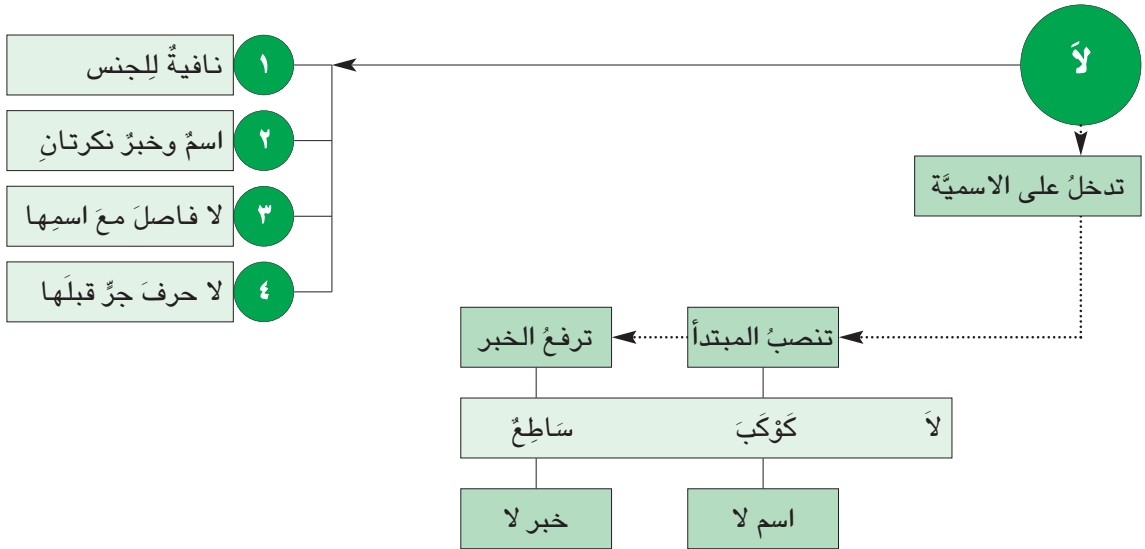 لاَ
١ نافيةٌ لِلجنس
٢ اسمٌ وخبرٌ نكرتانِ
٣ لا فاصلَ معَ اسمِها
٤ لا حرفَ جرٍّ قبلَها
تدخلُ على الاسميَّة
تنصبُ المبتدأ ترفعُ الخبر
لاَ كَوْكَبَ سَاطِعٌ
اسم لا خبر لا